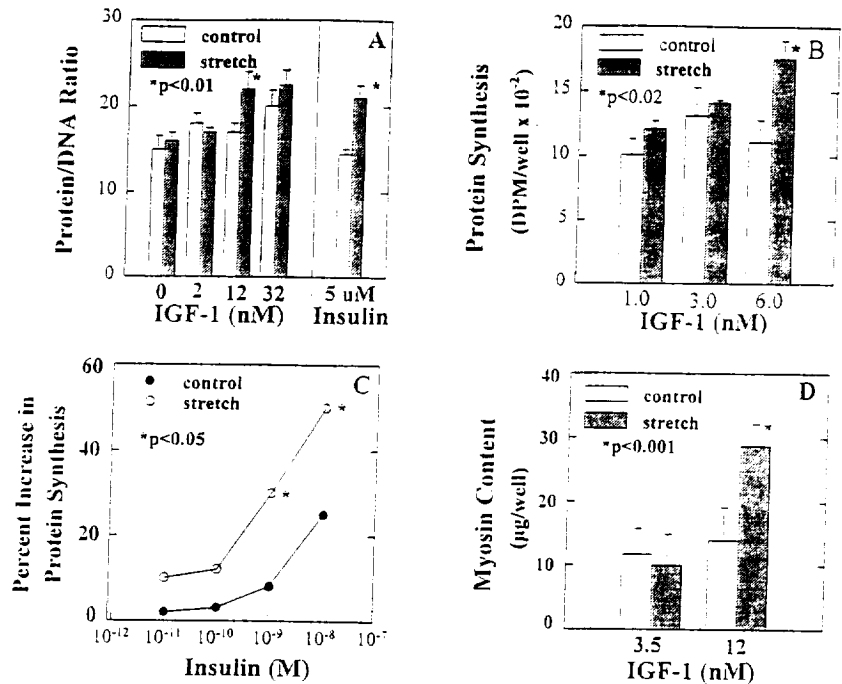 A
control
stretch
*p<0.01
*
*
Protein/DNA Ratio
30
20
10
0
0 2 12 32 5 uM
IGF-1 (nM) Insulin
B
control
stretch
*p<0.02
*
Protein Synthesis
(DPM/well x 10-2)
20
15
10
5
0
1.0 3.0 6.0
IGF-1 (nM)
C
control
stretch
*p<0.05
*
*
Percent Increase in
Protein Synthesis
60
40
20
0
10-12 10-11 10-10 10-9 10-8 10-7
Insulin (M)
D
control
stretch
*p<0.001
*
Myosin Content
(µg/well)
40
30
20
10
0
3.5 12
IGF-1 (nM)